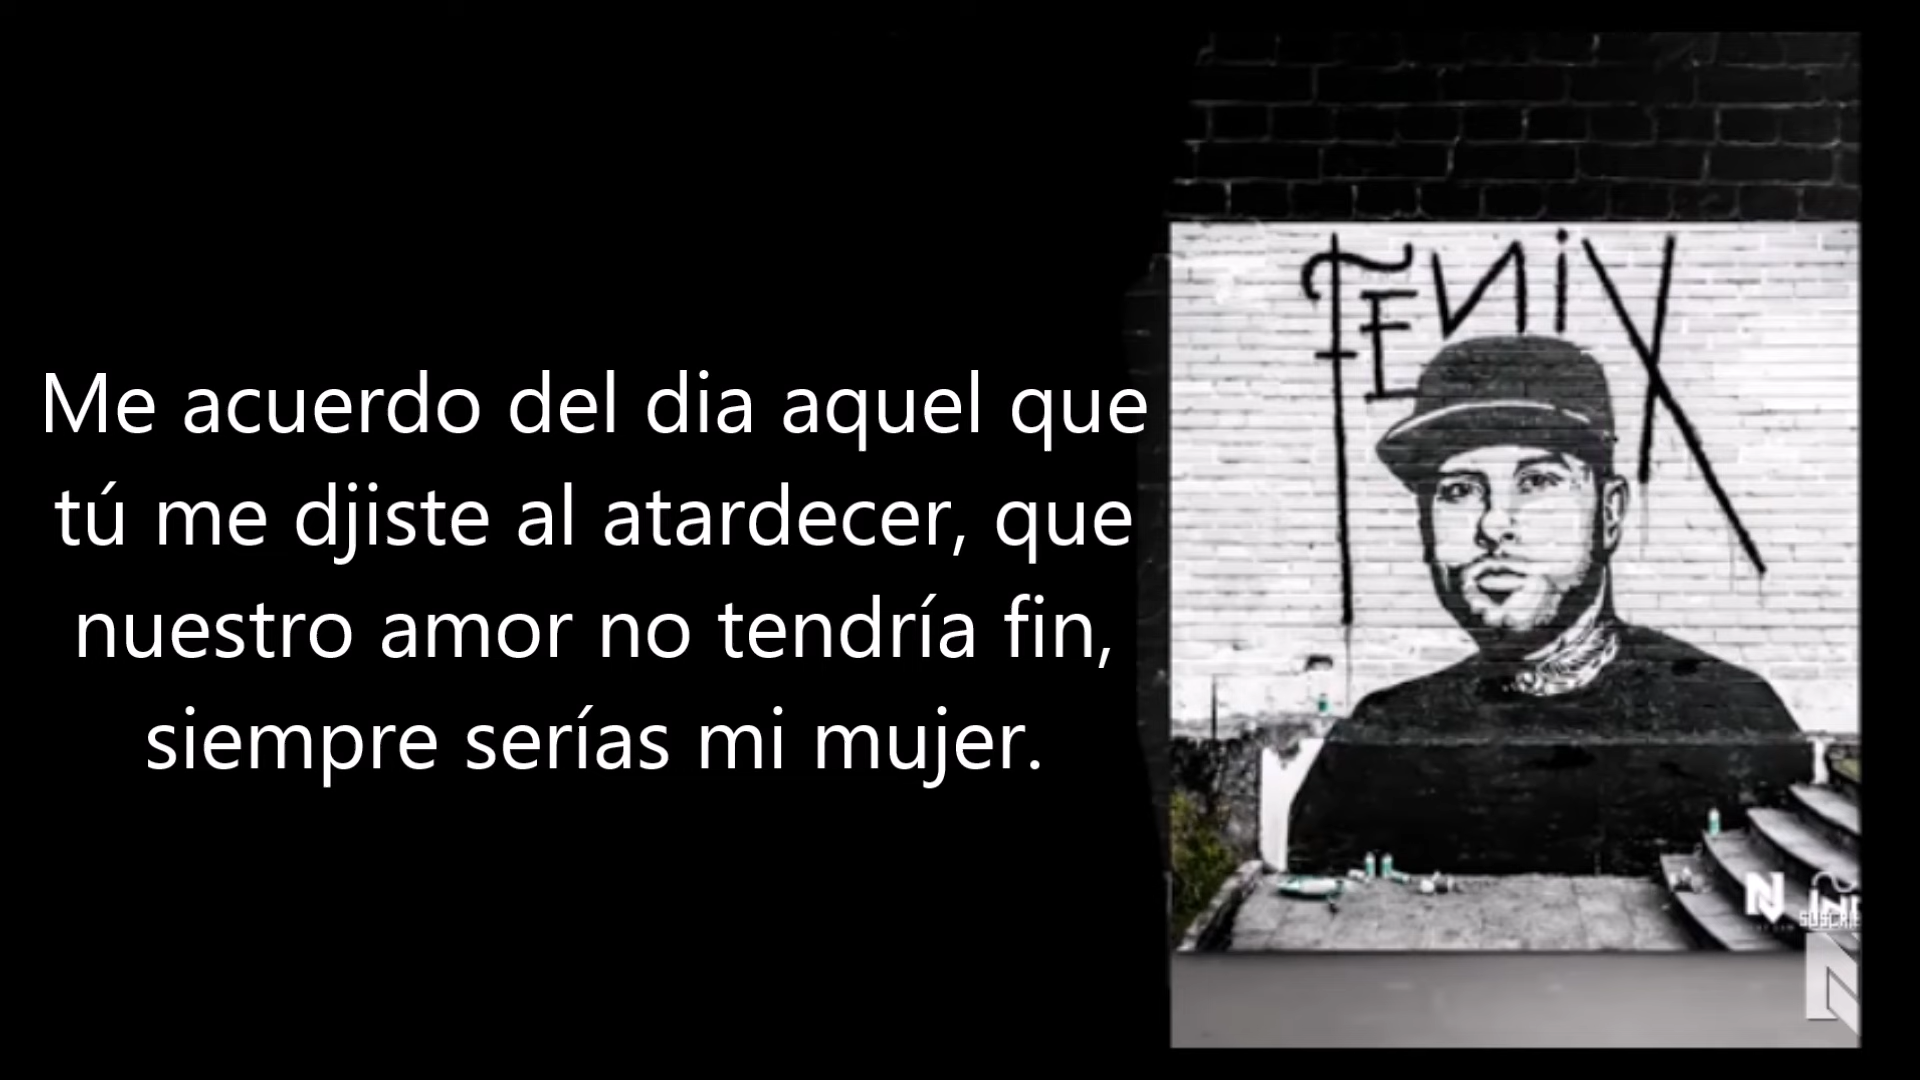 Me acuerdo del dia aquel que
tú me djiste al atardecer, que
nuestro amor no tendría fin,
siempre serías mi mujer.
FENIX
N
SUSCRI
N